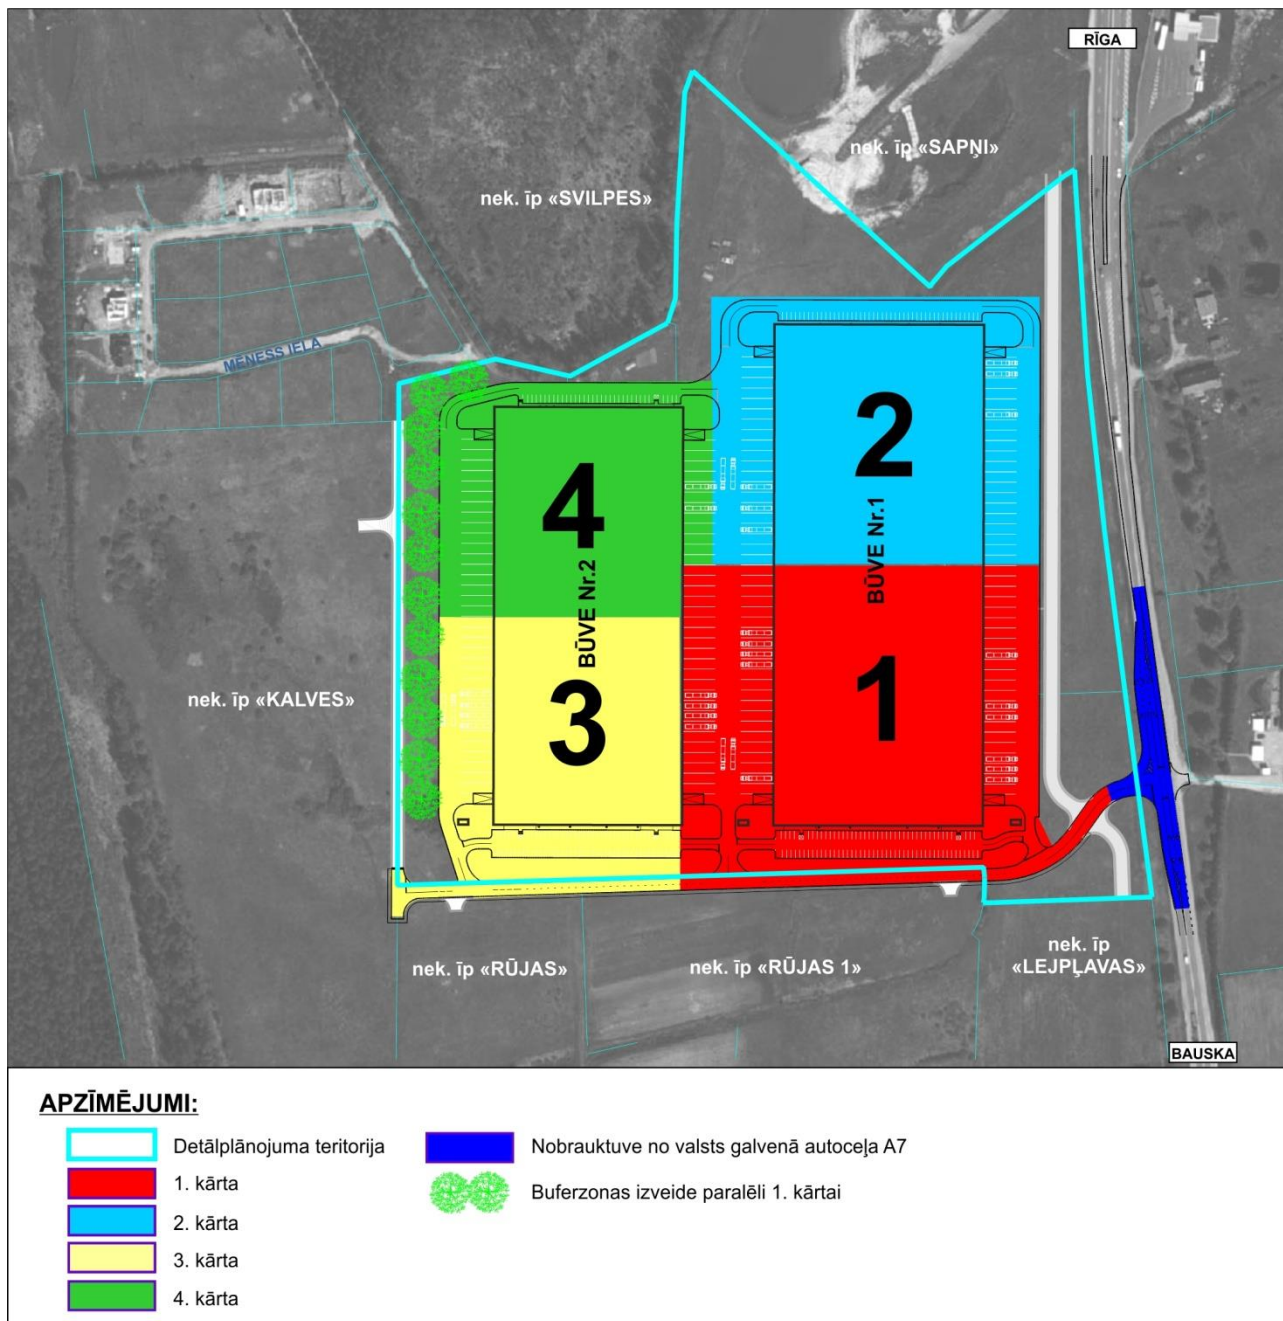 RĪGA
nek. īp «SAPŅI»
nek. īp «SVILPES»
MĒNESS IELA
2
4
BŪVE Nr.1
BŪVE Nr.2
1
3
nek. īp «KALVES»
nek. īp «RŪJAS»
nek. īp «RŪJAS 1»
nek. īp
«LEJPĻAVAS»
BAUSKA
APZĪMĒJUMI:
Detālplānojuma teritorija
1. kārta
2. kārta
3. kārta
4. kārta
Nobrauktuve no valsts galvenā autoceļa A7
Buferzonas izveide paralēli 1. kārtai